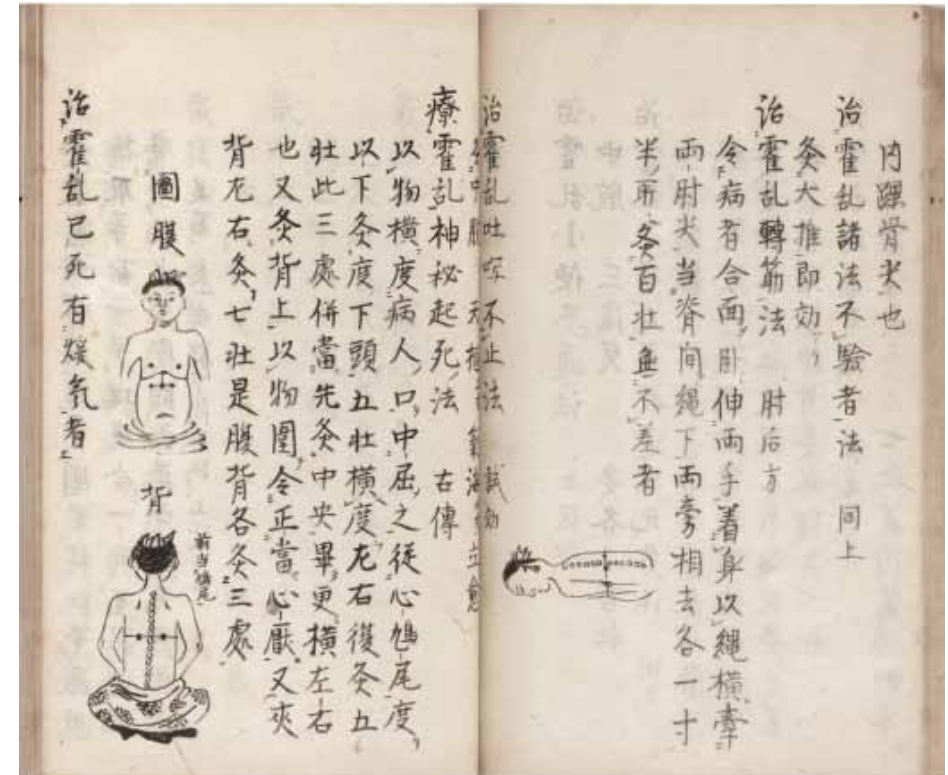 内踝骨尖也
治霍乱諸法不驗者法 同上
灸大推即効
治霍乱轉筋法 肘后方
令病者合面卧伸両手着身以繩横牽
両肘尖当脊間繩下両旁相去各一寸
半所灸百壮無不差者
治霍乱吐不止法
療霍乱神秘起死法 古傳
以物横度病人口中屈之従心鳩尾度
以下灸度下頭五壮横度左右復灸五
壮此三處併當先灸中央畢更横左右
也又灸背上以物圍令正當心厭又夾
背左右灸七壮是腹背各灸三處
圖腹
背
前当鳩尾
治霍乱已死有煖気者